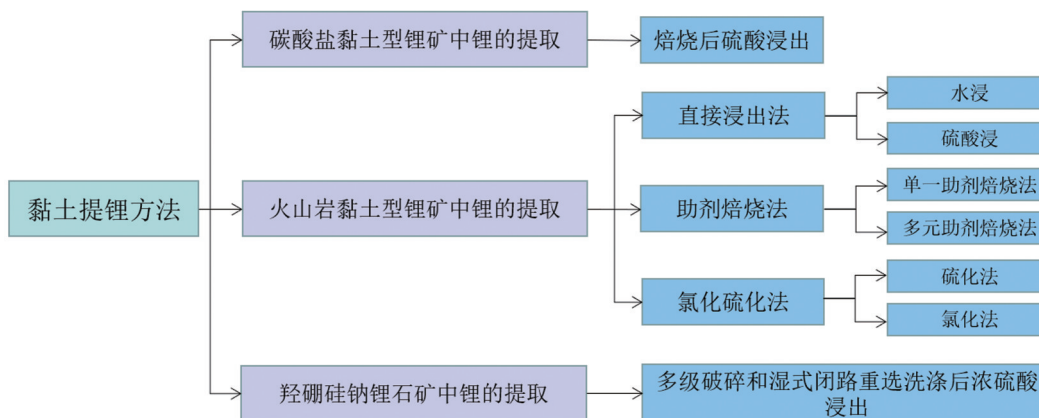 碳酸盐黏土型锂矿中锂的提取
焙烧后硫酸浸出
水浸
直接浸出法
硫酸浸
黏土提锂方法
火山岩黏土型锂矿中锂的提取
助剂焙烧法
单一助剂焙烧法
多元助剂焙烧法
硫化法
氯化硫化法
氯化法
羟硼硅钠锂石矿中锂的提取
多级破碎和湿式闭路重选洗涤后浓硫酸
浸出